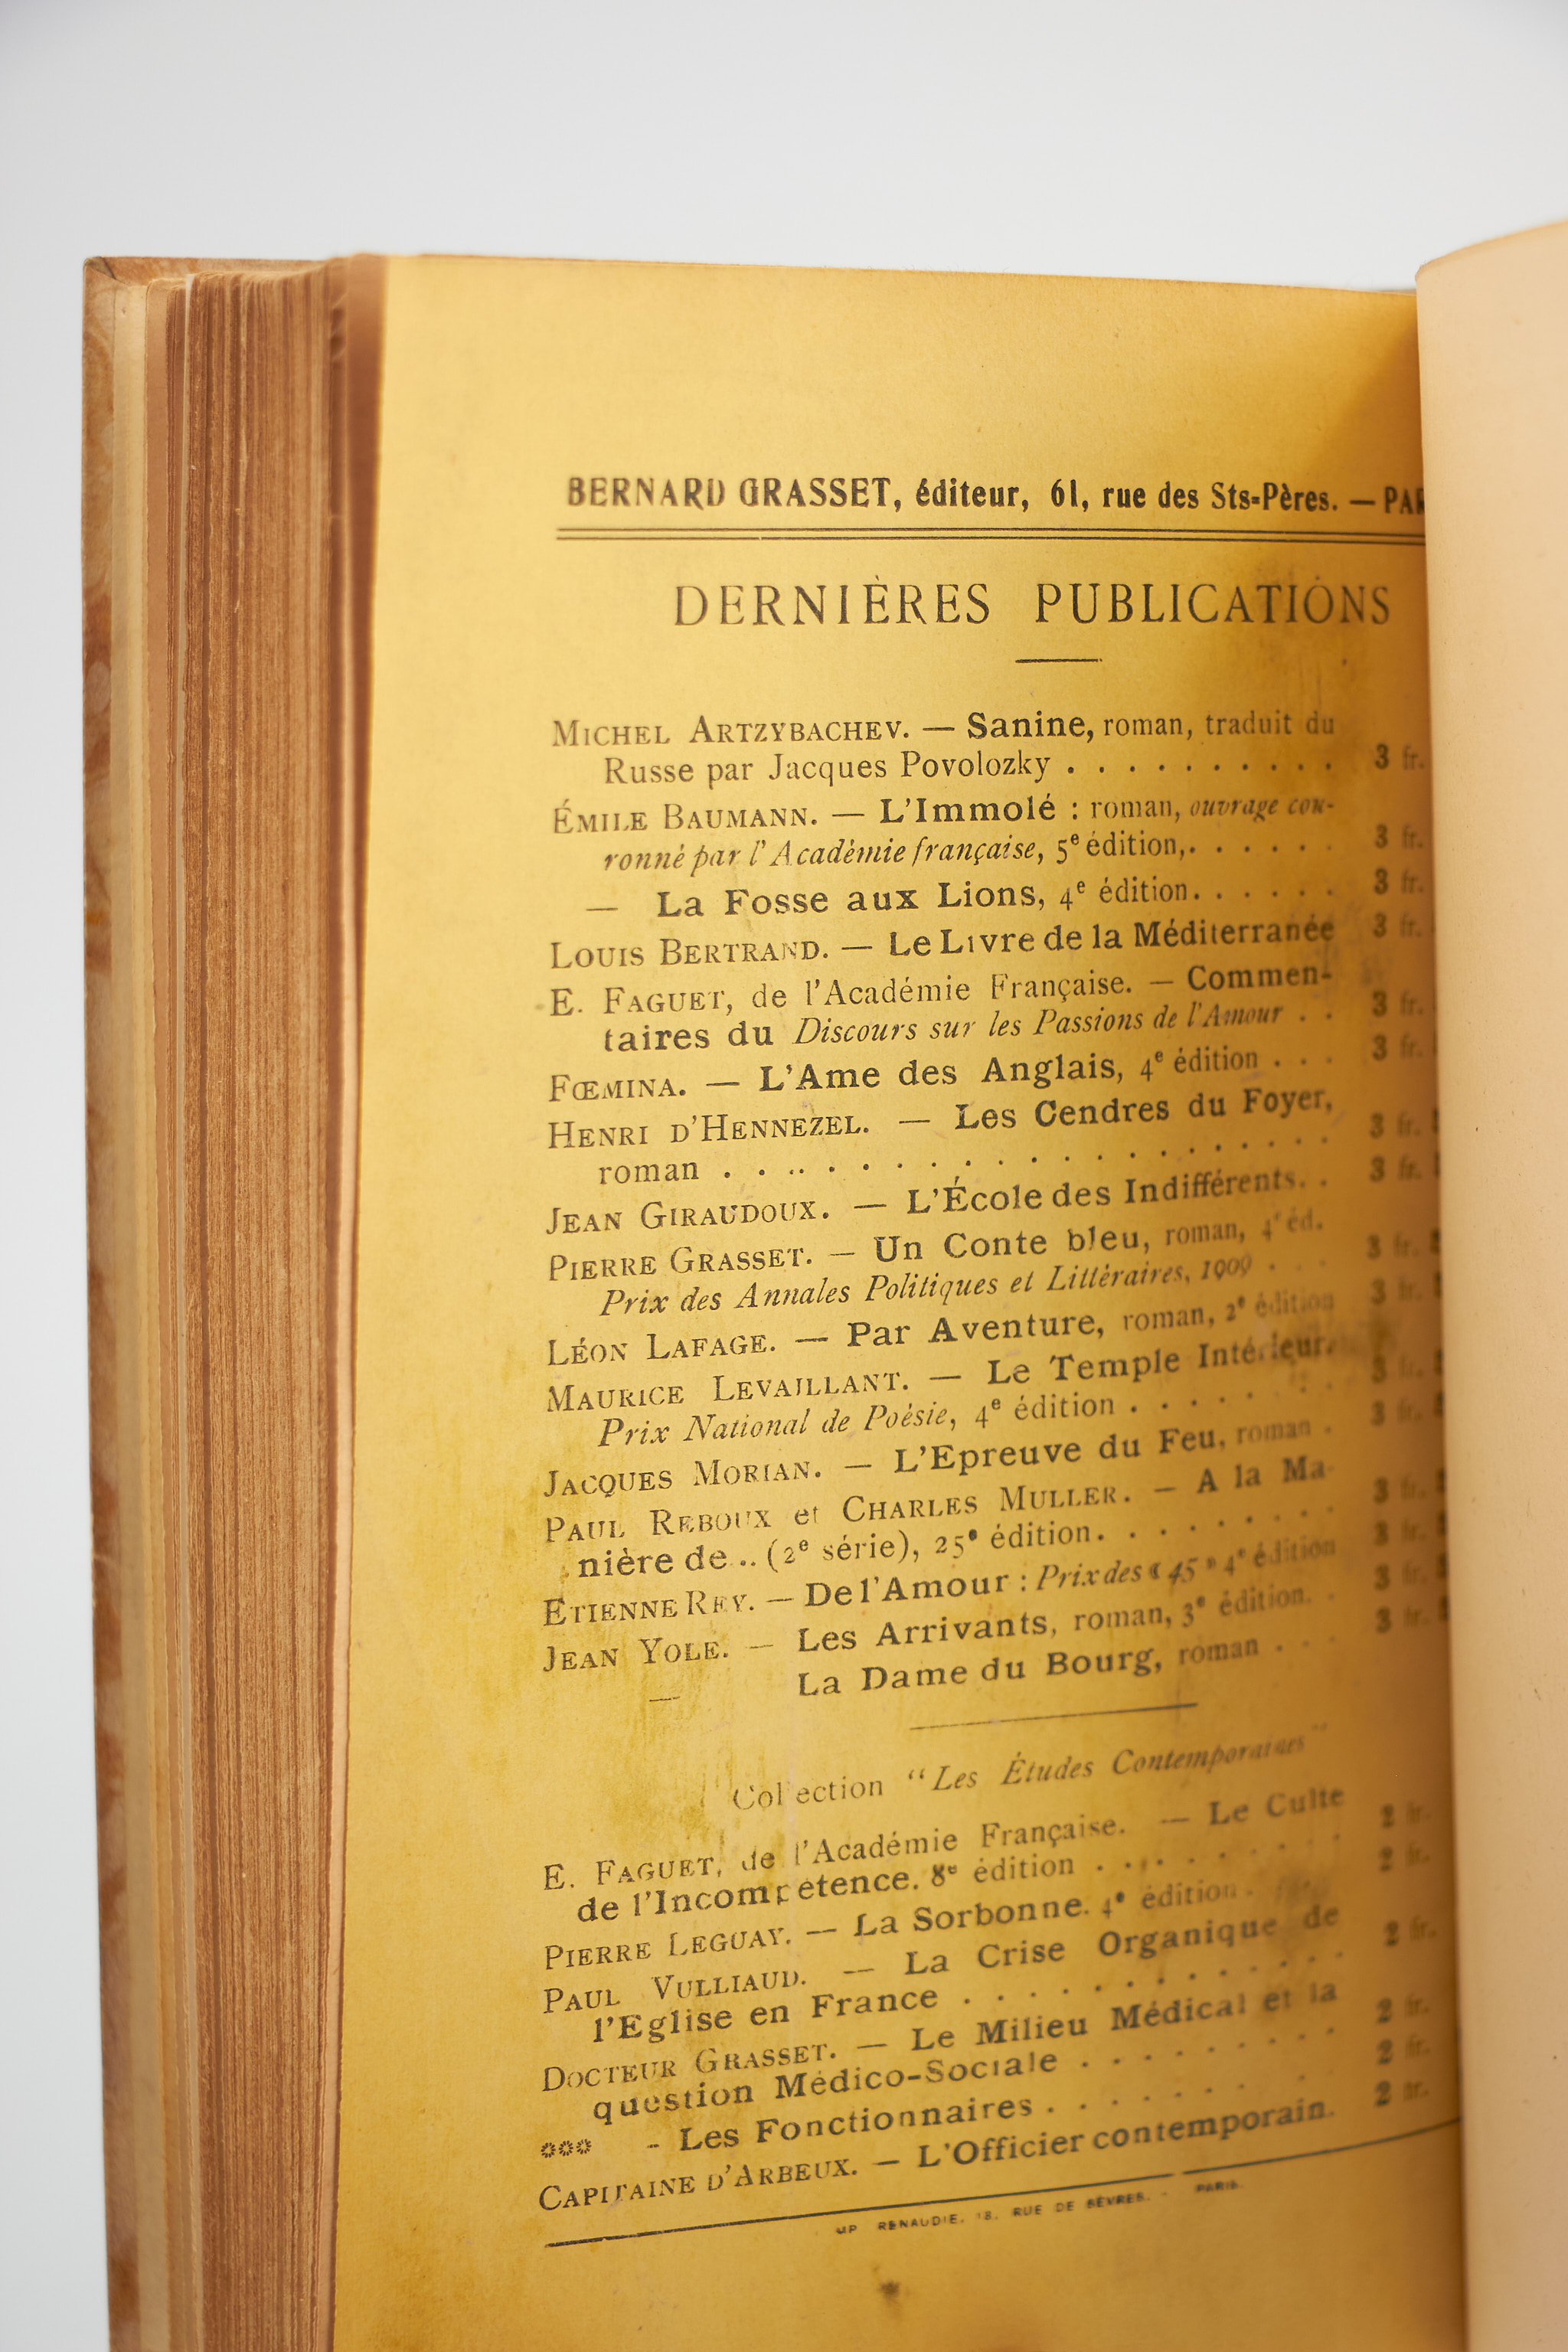 BERNARD GRASSET, éditeur, 61, rue des Sts-Pères. —
DERNIÈRES PUBLICATIONS
MICHEL ARTZYBACHEV. — Sanine, roman, traduit du
Russe par Jacques Povolozky . . . . . . . . . . 3 fr.
ÉMILE BAUMANN. — L'Immolé : roman, ouvrage cou-
ronné par l'Académie française, 5e édition,. . . . . . 3 fr.
— La Fosse aux Lions, 4e édition. . . . . . 3 fr.
LOUIS BERTRAND. — Le Livre de la Méditerranée 3 fr.
E. FAGUET, de l'Académie Française. — Commen-
taires du Discours sur les Passions de l'Amour . . 3 fr.
FŒMINA. — L'Ame des Anglais, 4e édition . . . 3 fr.
HENRI D'HENNEZEL. — Les Cendres du Foyer,
roman . . . . . . . . . . . . . . . . . . 3 fr.
JEAN GIRAUDOUX. — L'École des Indifférents. . 3 fr.
PIERRE GRASSET. — Un Conte bleu, roman, 4e éd.
Prix des Annales Politiques et Littéraires, 1909 . . . 3 fr.
LÉON LAFAGE. — Par Aventure, roman, 2e édition 3 fr.
MAURICE LEVAILLANT. — Le Temple Intérieur.
Prix National de Poésie, 4e édition . . . . . . . 3 fr.
JACQUES MORIAN. — L'Epreuve du Feu, roman . 3 fr.
PAUL REBOUX et CHARLES MULLER. — A la Ma-
nière de .. (2e série), 25e édition. . . . . . . . . 3 fr.
ETIENNE REY. — De l'Amour : Prix des « 45 » 4e édition 3 fr.
JEAN YOLE. — Les Arrivants, roman, 3e édition. . 3 fr.
— La Dame du Bourg, roman . . . 3 fr.
Collection "Les Études Contemporaines"
E. FAGUET, de l'Académie Française. — Le Culte
de l'Incompétence. 8e édition . . . . . . . . 2 fr.
PIERRE LEGUAY. — La Sorbonne. 4e édition . 2 fr.
PAUL VULLIAUD. — La Crise Organique de
l'Eglise en France . . . . . . . . . . . . 2 fr.
DOCTEUR GRASSET. — Le Milieu Médical et la
question Médico-Sociale . . . . . . . . 2 fr.
*** - Les Fonctionnaires . . . . . . . 2 fr.
CAPITAINE D'ARBEUX. — L'Officier contemporain. 2 fr.
RENAUDIE, 18, RUE DE SÈVRES. - PARIS.